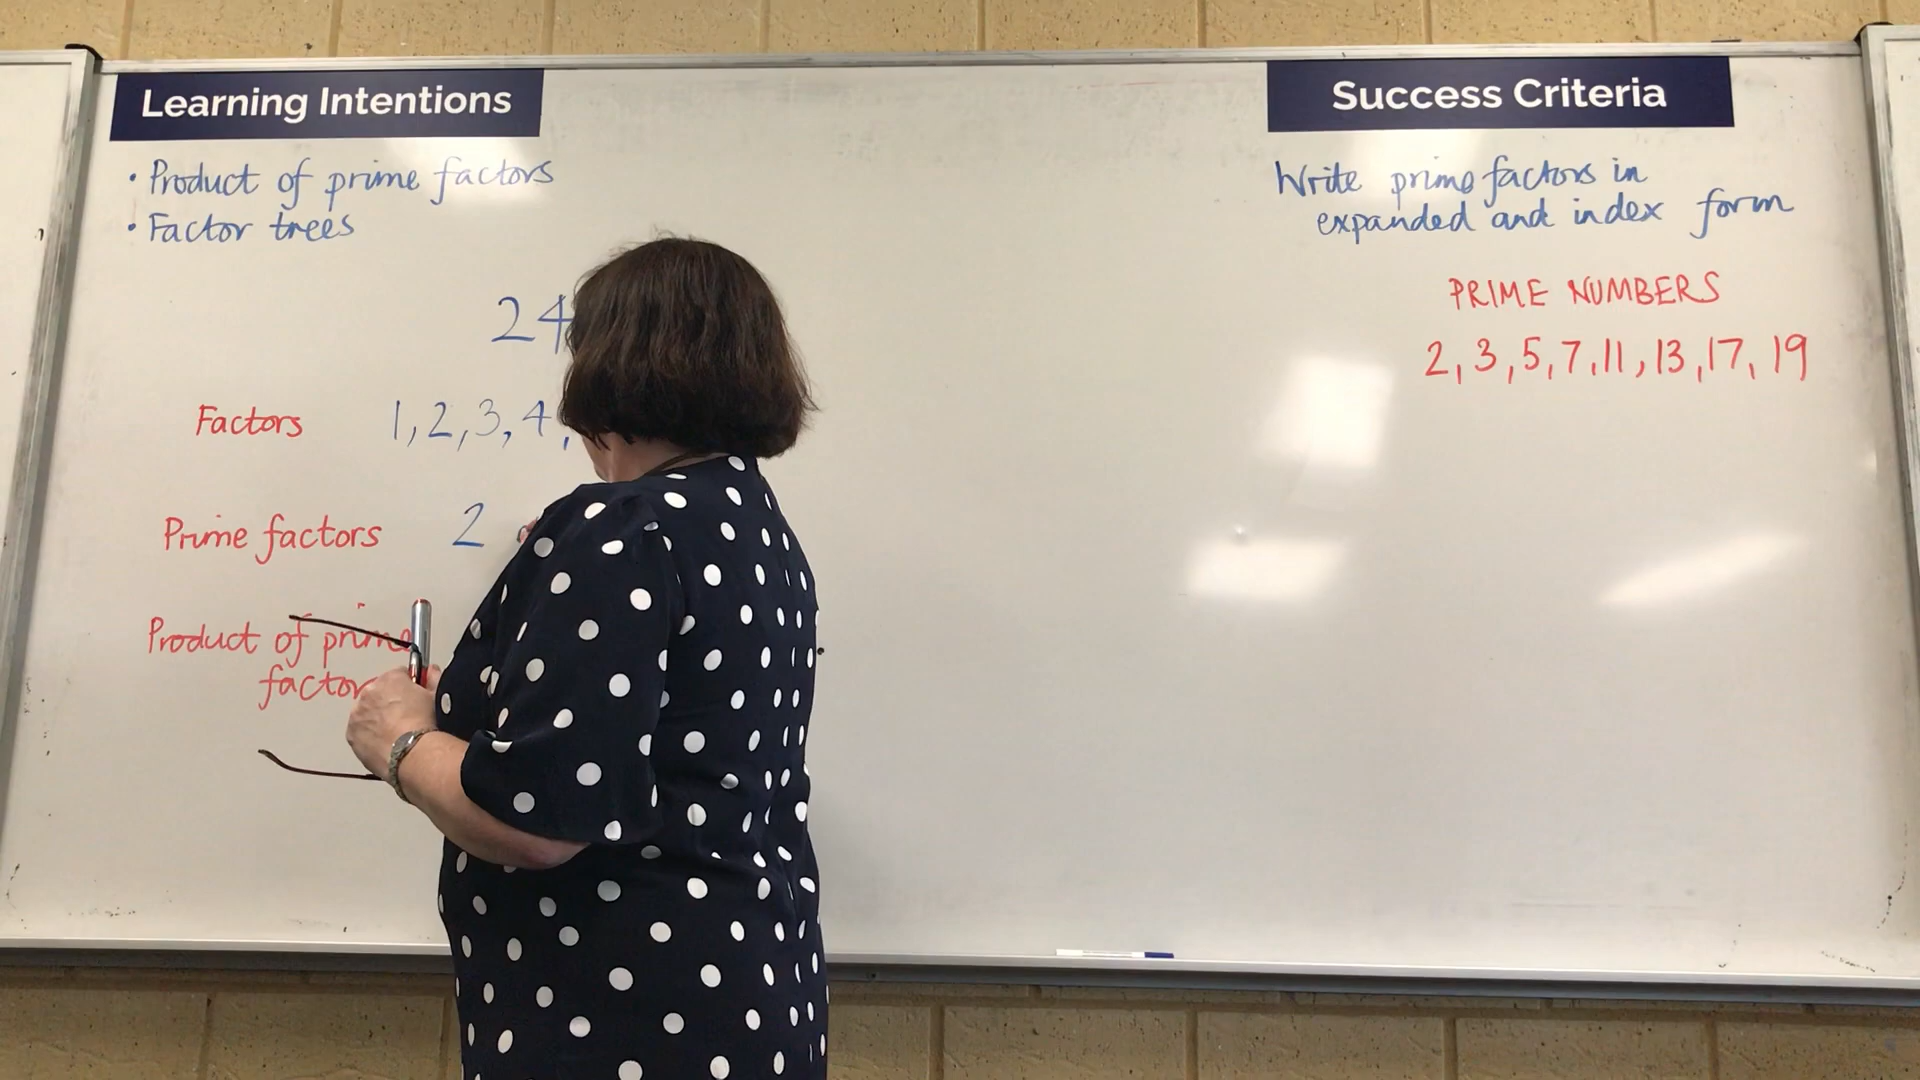 Learning Intentions
• Product of prime factors
• Factor trees
24
Factors 1, 2, 3, 4,
Prime factors 2
Product of prime
factor
Success Criteria
Write prime factors in
expanded and index form
PRIME NUMBERS
2, 3, 5, 7, 11, 13, 17, 19